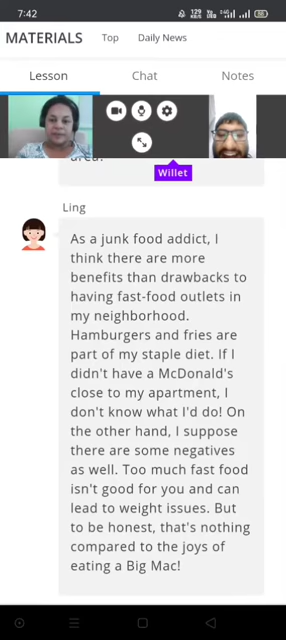 7:42
MATERIALS Top Daily News
Lesson Chat Notes
area?
Willet
Ling
As a junk food addict, I
think there are more
benefits than drawbacks to
having fast-food outlets in
my neighborhood.
Hamburgers and fries are
part of my staple diet. If I
didn't have a McDonald's
close to my apartment, I
don't know what I'd do! On
the other hand, I suppose
there are some negatives
as well. Too much fast food
isn't good for you and can
lead to weight issues. But
to be honest, that's nothing
compared to the joys of
eating a Big Mac!